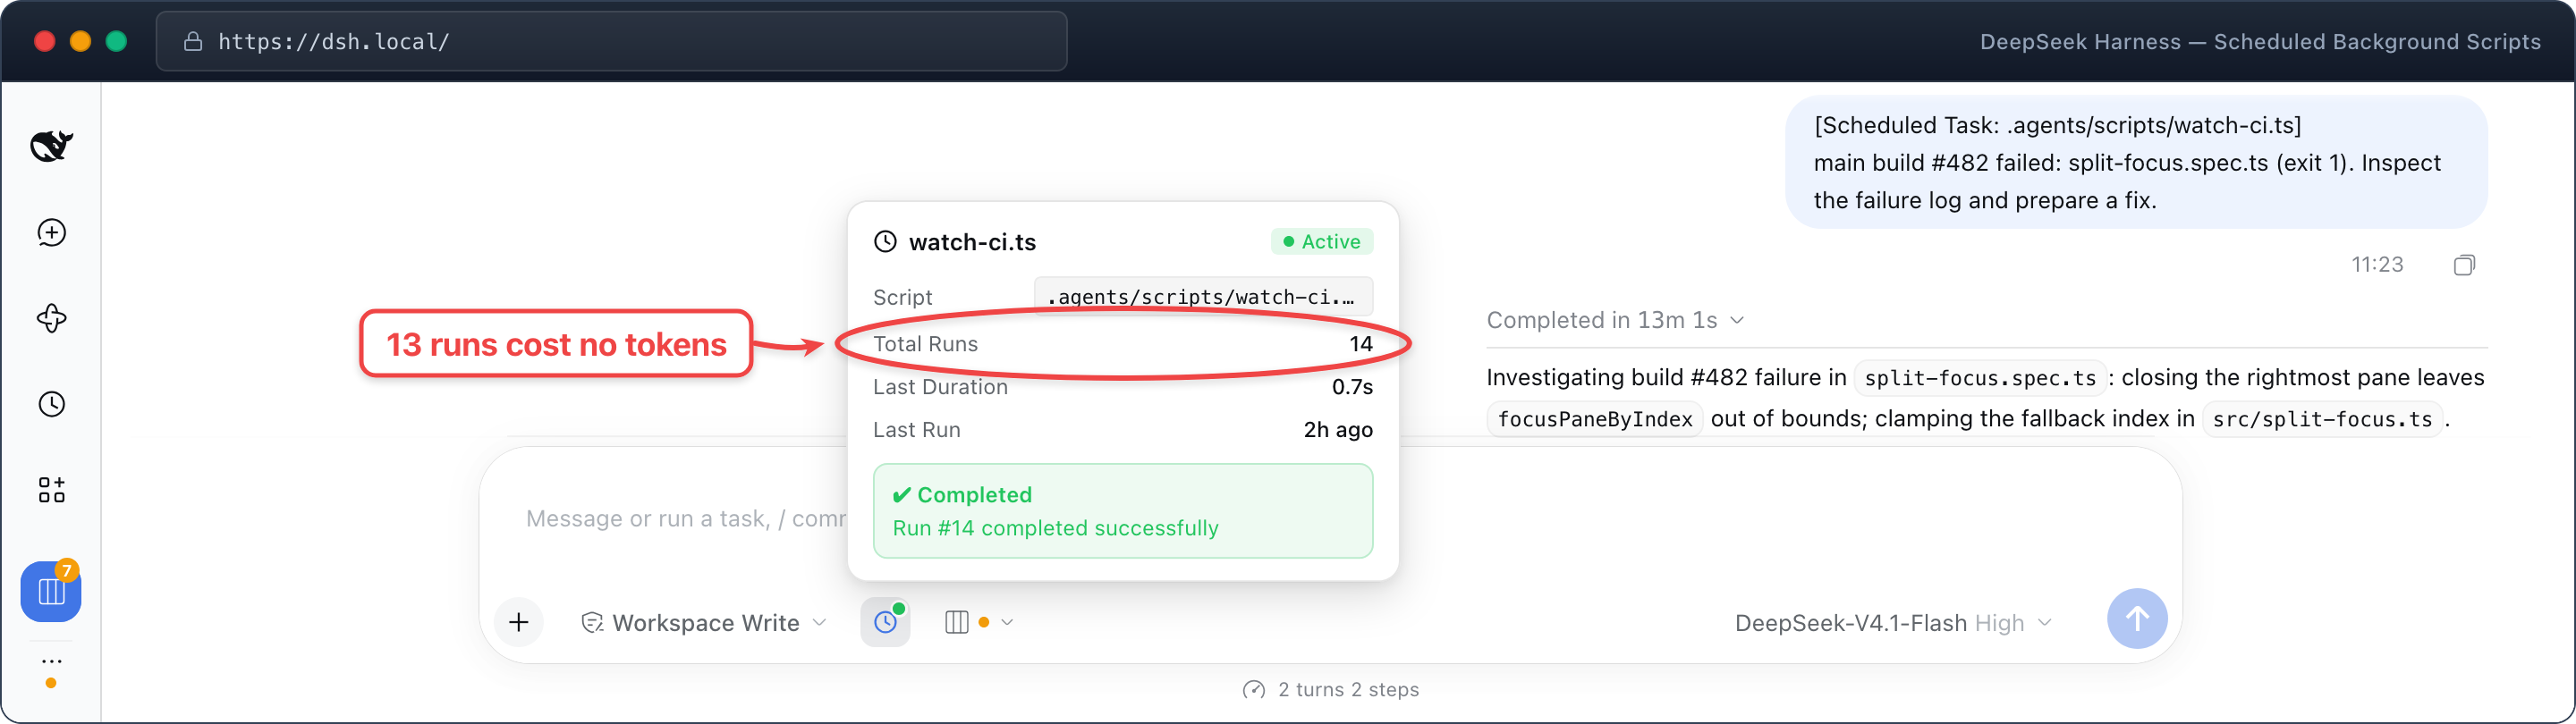 https://dsh.local/
DeepSeek Harness — Scheduled Background Scripts
[Scheduled Task: .agents/scripts/watch-ci.ts]
main build #482 failed: split-focus.spec.ts (exit 1). Inspect
the failure log and prepare a fix.
11:23
Completed in 13m 1s
Investigating build #482 failure in split-focus.spec.ts: closing the rightmost pane leaves
focusPaneByIndex out of bounds; clamping the fallback index in src/split-focus.ts.
13 runs cost no tokens
watch-ci.ts
Active
Script .agents/scripts/watch-ci.…
Total Runs 14
Last Duration 0.7s
Last Run 2h ago
✔ Completed
Run #14 completed successfully
7
Message or run a task, / com
Workspace Write
DeepSeek-V4.1-Flash High
2 turns 2 steps